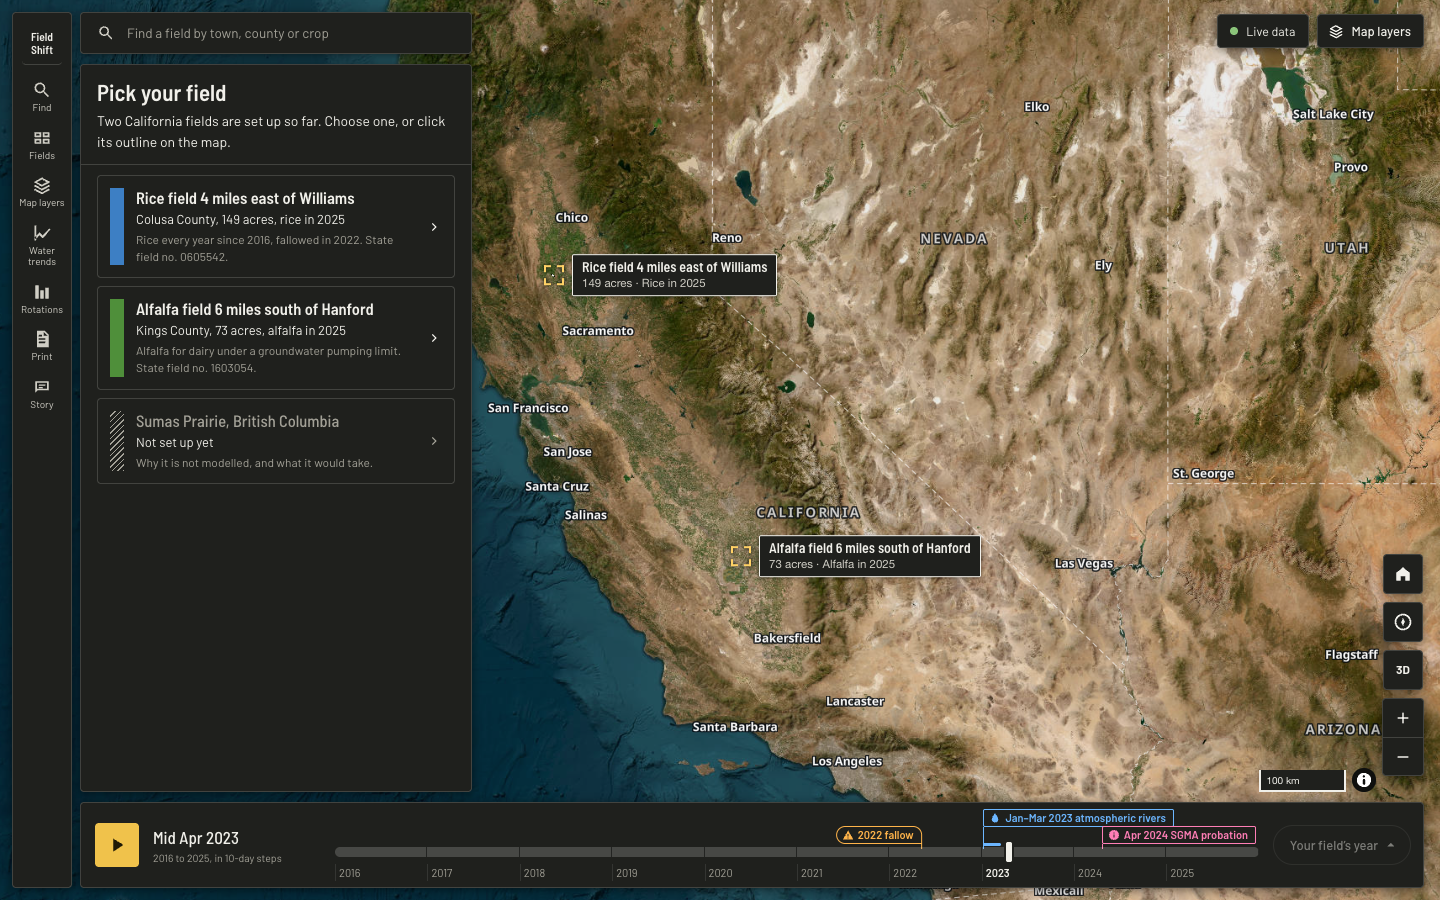 Field
Shift
Find
Fields
Map layers
Water
trends
Rotations
Print
Story
Find a field by town, county or crop
Pick your field
Two California fields are set up so far. Choose one, or click
its outline on the map.
Rice field 4 miles east of Williams
Colusa County, 149 acres, rice in 2025
Rice every year since 2016, fallowed in 2022. State
field no. 0605542.
Alfalfa field 6 miles south of Hanford
Kings County, 73 acres, alfalfa in 2025
Alfalfa for dairy under a groundwater pumping limit.
State field no. 1603054.
Sumas Prairie, British Columbia
Not set up yet
Why it is not modelled, and what it would take.
Live data
Map layers
Elko
Salt Lake City
Provo
Chico
Reno
NEVADA
UTAH
Ely
Rice field 4 miles east of Williams
149 acres · Rice in 2025
Sacramento
San Francisco
San Jose
Santa Cruz
Salinas
St. George
CALIFORNIA
Alfalfa field 6 miles south of Hanford
73 acres · Alfalfa in 2025
Las Vegas
Bakersfield
Flagstaff
Lancaster
Santa Barbara
ARIZONA
Los Angeles
3D
100 km
Mid Apr 2023
2016 to 2025, in 10-day steps
Jan–Mar 2023 atmospheric rivers
2022 fallow
Apr 2024 SGMA probation
2016
2017
2018
2019
2020
2021
2022
2023
2024
2025
Your field's year
Mexicali